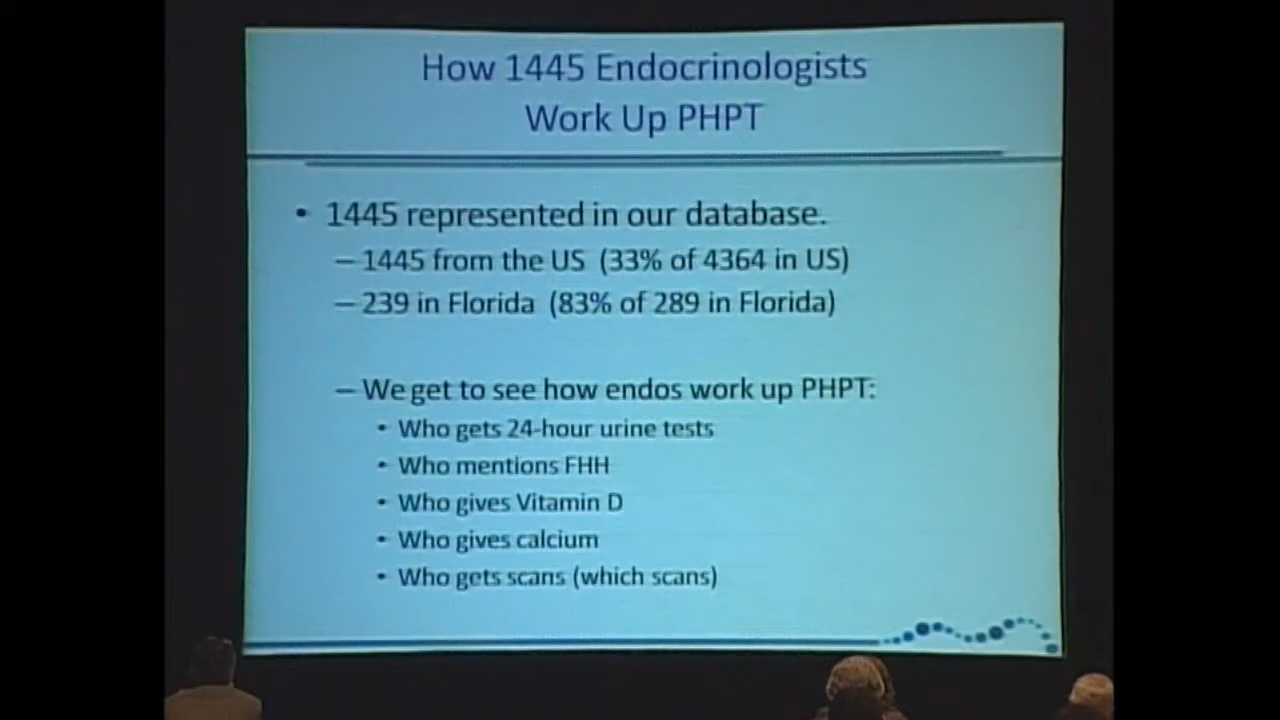 How 1445 Endocrinologists
Work Up PHPT
• 1445 represented in our database.
– 1445 from the US (33% of 4364 in US)
– 239 in Florida (83% of 289 in Florida)
– We get to see how endos work up PHPT:
• Who gets 24-hour urine tests
• Who mentions FHH
• Who gives Vitamin D
• Who gives calcium
• Who gets scans (which scans)